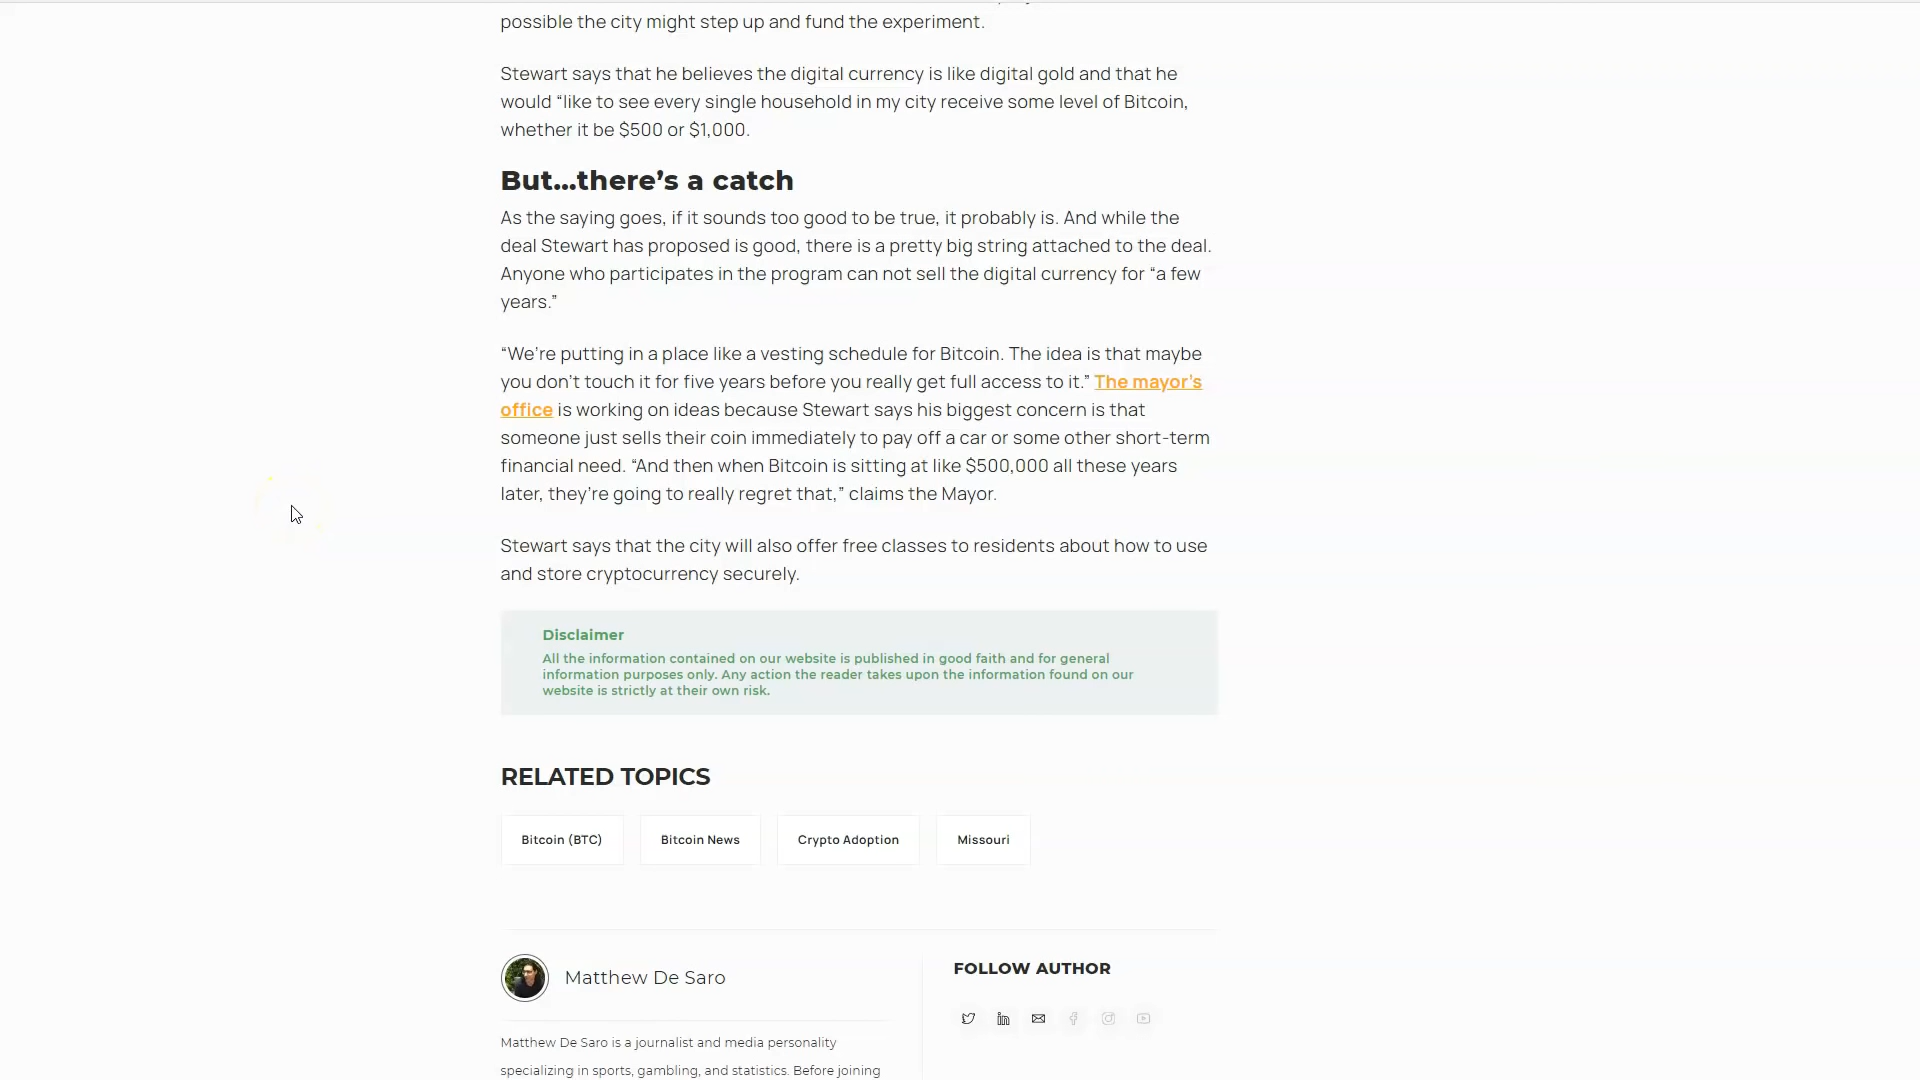 possible the city might step up and fund the experiment.
Stewart says that he believes the digital currency is like digital gold and that he
would “like to see every single household in my city receive some level of Bitcoin,
whether it be $500 or $1,000.
But…there’s a catch
As the saying goes, if it sounds too good to be true, it probably is. And while the
deal Stewart has proposed is good, there is a pretty big string attached to the deal.
Anyone who participates in the program can not sell the digital currency for “a few
years.”
“We’re putting in a place like a vesting schedule for Bitcoin. The idea is that maybe
you don’t touch it for five years before you really get full access to it.” The mayor’s
office is working on ideas because Stewart says his biggest concern is that
someone just sells their coin immediately to pay off a car or some other short-term
financial need. “And then when Bitcoin is sitting at like $500,000 all these years
later, they’re going to really regret that,” claims the Mayor.
Stewart says that the city will also offer free classes to residents about how to use
and store cryptocurrency securely.
Disclaimer
All the information contained on our website is published in good faith and for general
information purposes only. Any action the reader takes upon the information found on our
website is strictly at their own risk.
RELATED TOPICS
Bitcoin (BTC)
Bitcoin News
Crypto Adoption
Missouri
Matthew De Saro
FOLLOW AUTHOR
Matthew De Saro is a journalist and media personality
specializing in sports, gambling, and statistics. Before joining